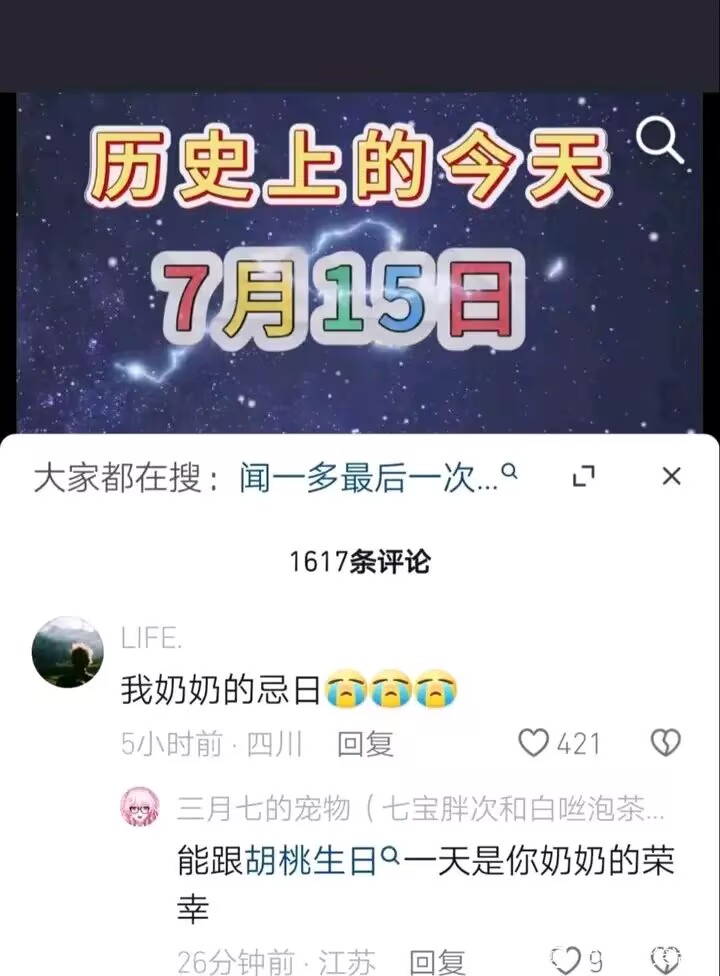 历史上的今天
7月15日
大家都在搜：闻一多最后一次...
1617条评论
LIFE.
我奶奶的忌日😭😭😭
5小时前·四川 回复 421
三月七的宠物（七宝胖次和白咝泡茶...
能跟胡桃生日一天是你奶奶的荣
幸
26分钟前·江苏 回复 9